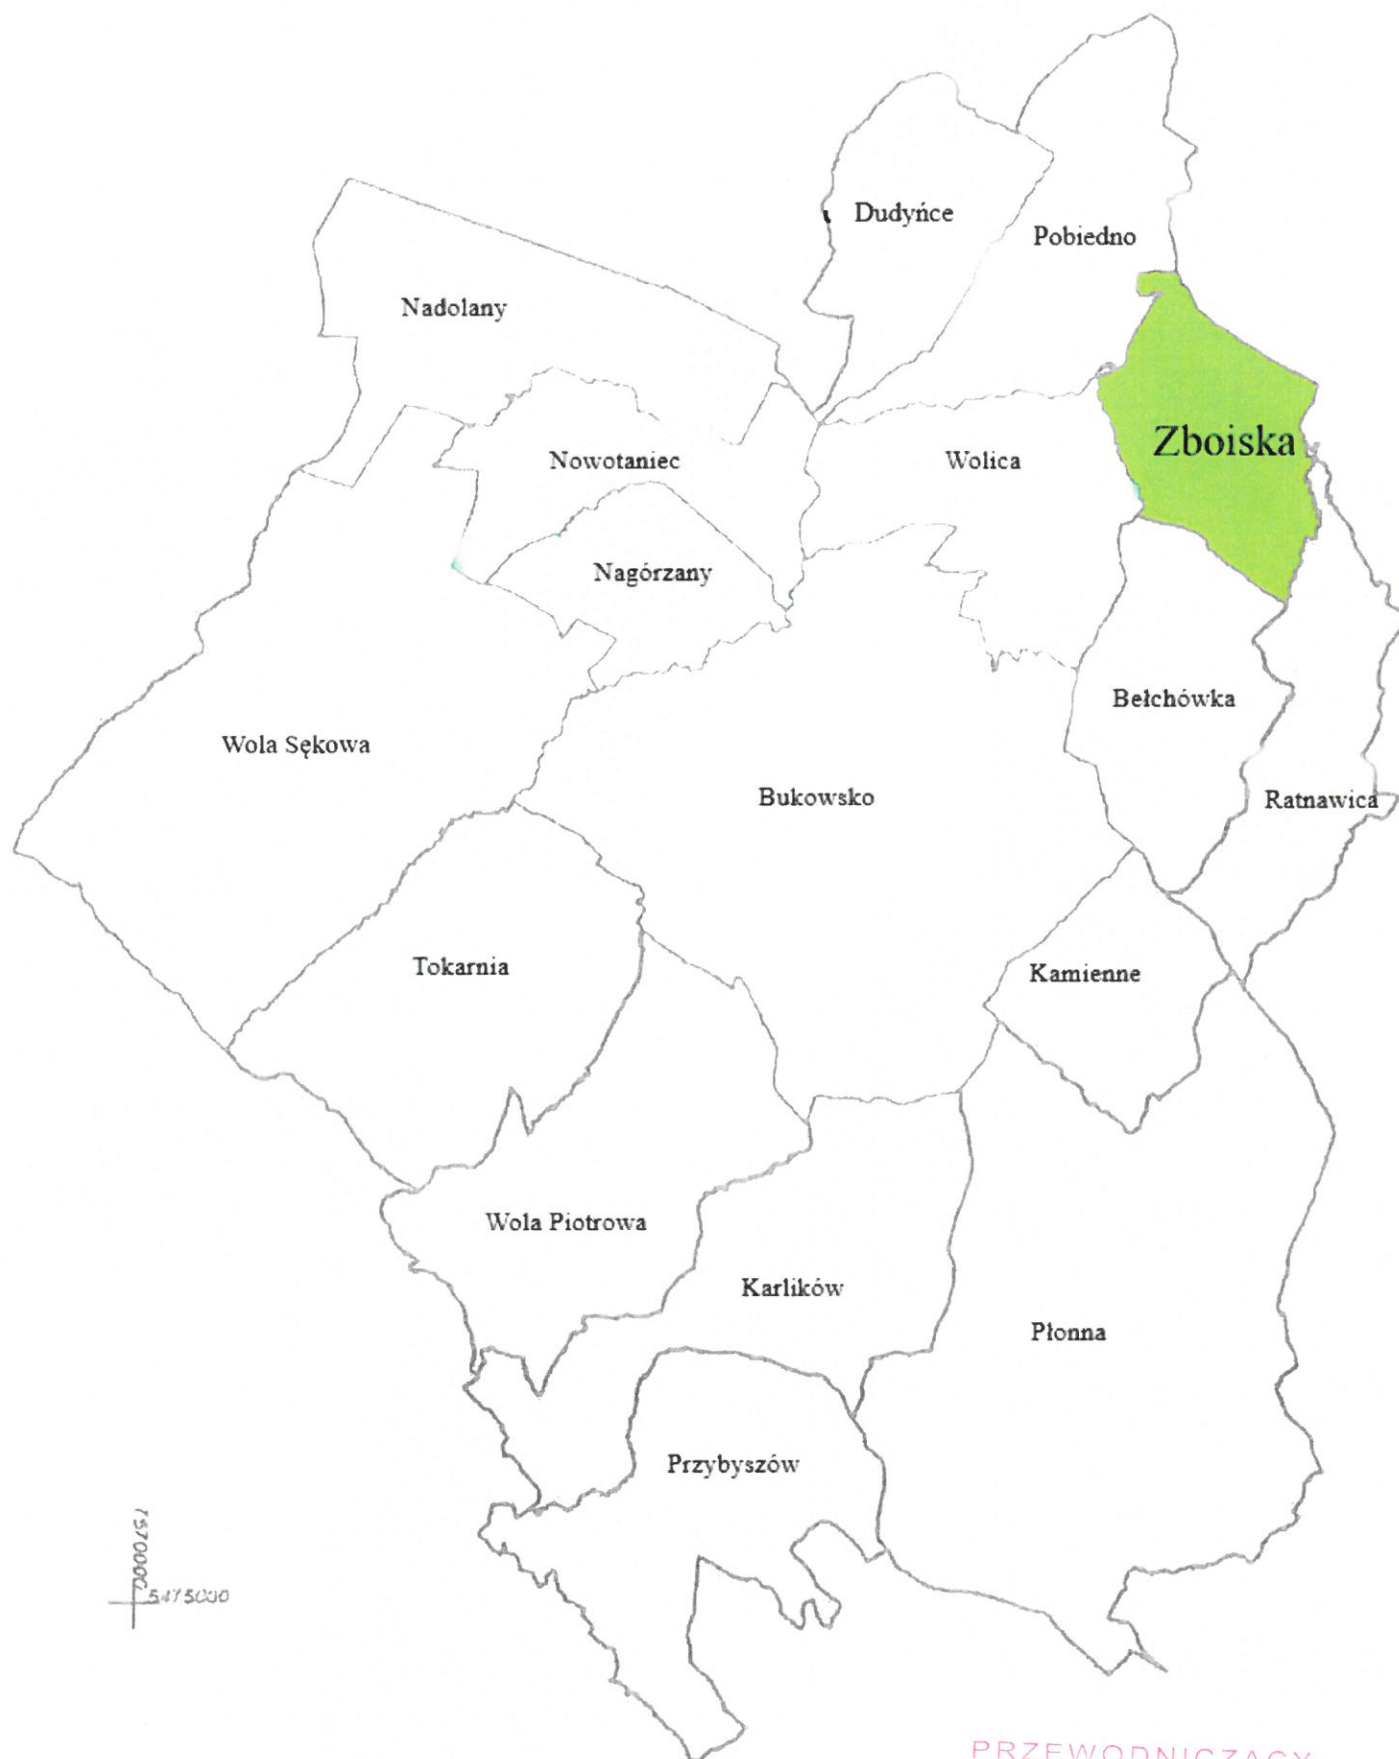 Dudyńce
Pobiedno
Nadolany
Zboiska
Nowotaniec
Wolica
Nagórzany
Bełchówka
Wola Sękowa
Bukowsko
Ratnawica
Tokarnia
Kamienne
Wola Piotrowa
Karlików
Płonna
Przybyszów
5475000
PRZEWODNICZĄCY